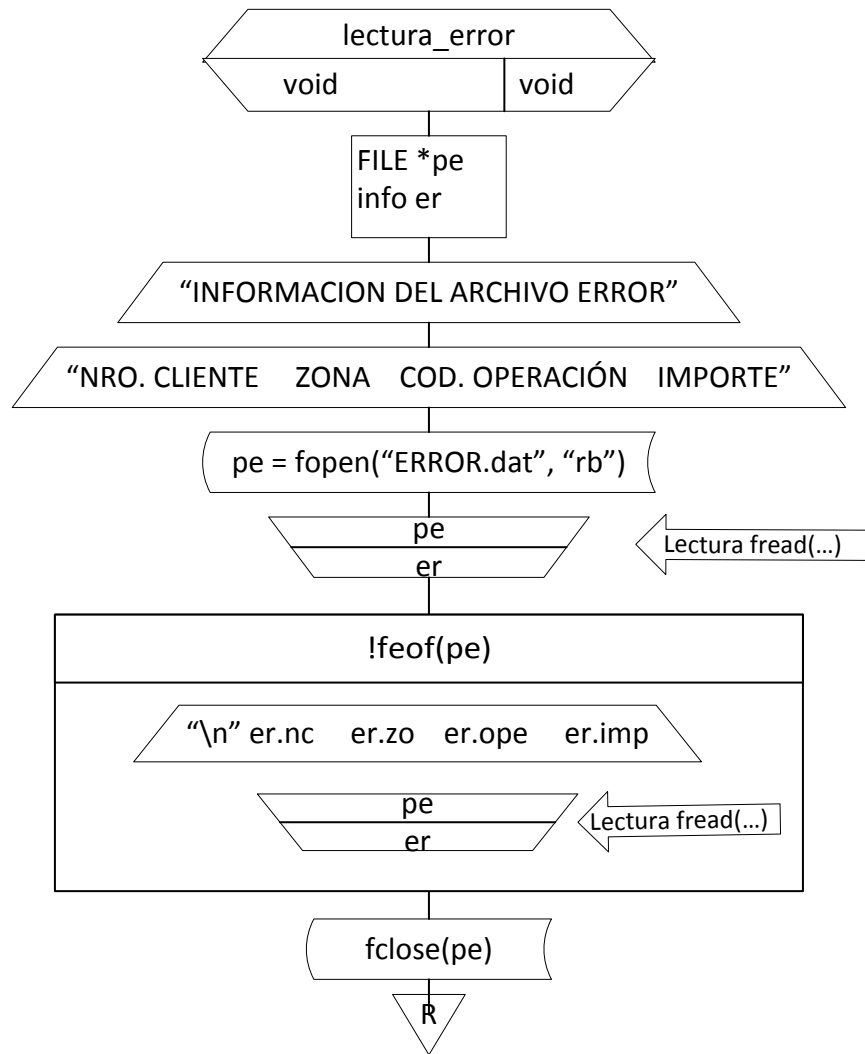 lectura_error
void void
FILE *pe
info er
“INFORMACION DEL ARCHIVO ERROR”
“NRO. CLIENTE ZONA COD. OPERACIÓN IMPORTE”
pe = fopen(“ERROR.dat”, “rb”)
pe
Lectura fread(…)
er
!feof(pe)
“\n” er.nc er.zo er.ope er.imp
pe
Lectura fread(…)
er
fclose(pe)
R